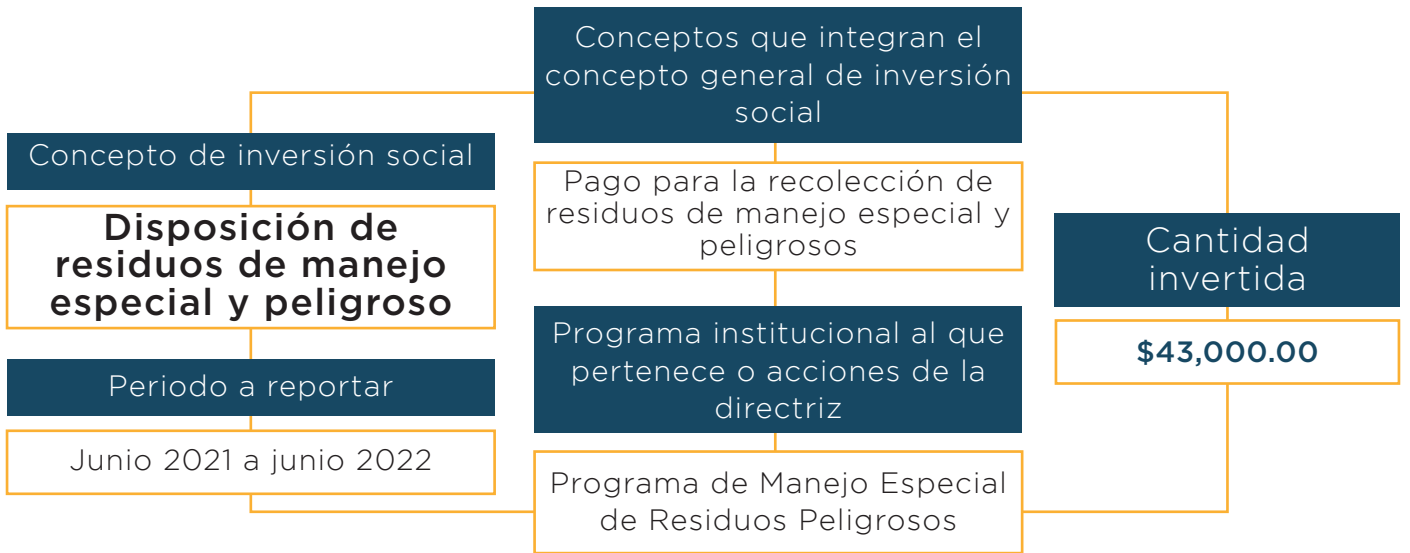 Conceptos que integran el
concepto general de inversión
social
Concepto de inversión social
Disposición de
residuos de manejo
especial y peligroso
Periodo a reportar
Junio 2021 a junio 2022
Pago para la recolección de
residuos de manejo especial y
peligrosos
Programa institucional al que
pertenece o acciones de la
directriz
Programa de Manejo Especial
de Residuos Peligrosos
Cantidad
invertida
$43,000.00